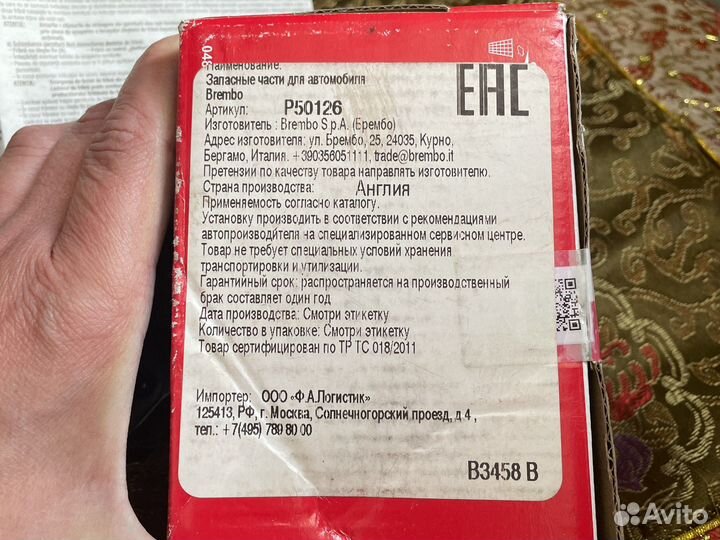 046
Наименование:
Запасные части для автомобиля
Brembo
Артикул: P50126
EAC
Изготовитель : Brembo S.p.A. (Брембо)
Адрес изготовителя: ул. Брембо, 25, 24035, Курно.
Бергамо, Италия. +390356051111, trade@brembo.it
Претензии по качеству товара направлять изготовителю.
Страна производства: Англия
Применяемость согласно каталогу.
Установку производить в соответствии с рекомендациями
автопроизводителя на специализированном сервисном центре.
Товар не требует специальных условий хранения
транспортировки и утилизации.
Гарантийный срок: распространяется на производственный
брак составляет один год
Дата производства: Смотри этикетку
Количество в упаковке: Смотри этикетку
Товар сертифицирован по ТР ТС 018/2011
Импортер: ООО «Ф.А.Логистик»
125413, РФ, г. Москва, Солнечногорский проезд, д.4 ,
тел.: +7(495) 789 80 00
B3458 B
Avito